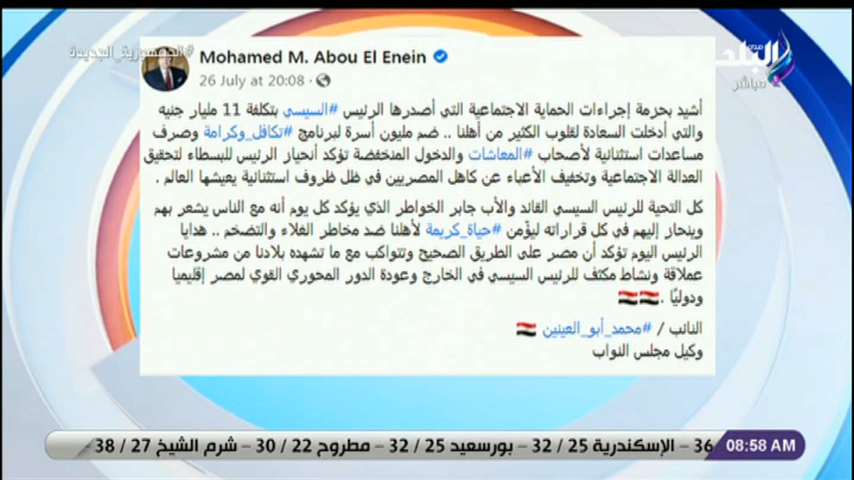 #الجمهورية_الجديدة
صدى
البلد
مباشر
Mohamed M. Abou El Enein
26 July at 20:08 ·
أشيد بحزمة إجراءات الحماية الاجتماعية التي أصدرها الرئيس #السيسي بتكلفة 11 مليار جنيه
والتي أدخلت السعادة لقلوب الكثير من أهلنا .. ضم مليون أسرة لبرنامج #تكافل_وكرامة وصرف
مساعدات استثنائية لأصحاب #المعاشات والدخول المنخفضة تؤكد أنحياز الرئيس للبسطاء لتحقيق
العدالة الاجتماعية وتخفيف الأعباء عن كاهل المصريين في ظل ظروف استثنائية يعيشها العالم .
كل التحية للرئيس السيسي القائد والأب جابر الخواطر الذي يؤكد كل يوم أنه مع الناس يشعر بهم
وينحاز إليهم في كل قراراته ليؤّمن #حياة_كريمة لأهلنا ضد مخاطر الغلاء والتضخم .. هدايا
الرئيس اليوم تؤكد أن مصر على الطريق الصحيح وتتواكب مع ما تشهده بلادنا من مشروعات
عملاقة ونشاط مكثف للرئيس السيسي في الخارج وعودة الدور المحوري القوي لمصر إقليميا
ودوليًا .🇪🇬🇪🇬
النائب / #محمد_أبو_العينين 🇪🇬
وكيل مجلس النواب
36 – الإسكندرية 25 / 32 – بورسعيد 25 / 32 – مطروح 22 / 30 – شرم الشيخ 27 / 38
08:58 AM